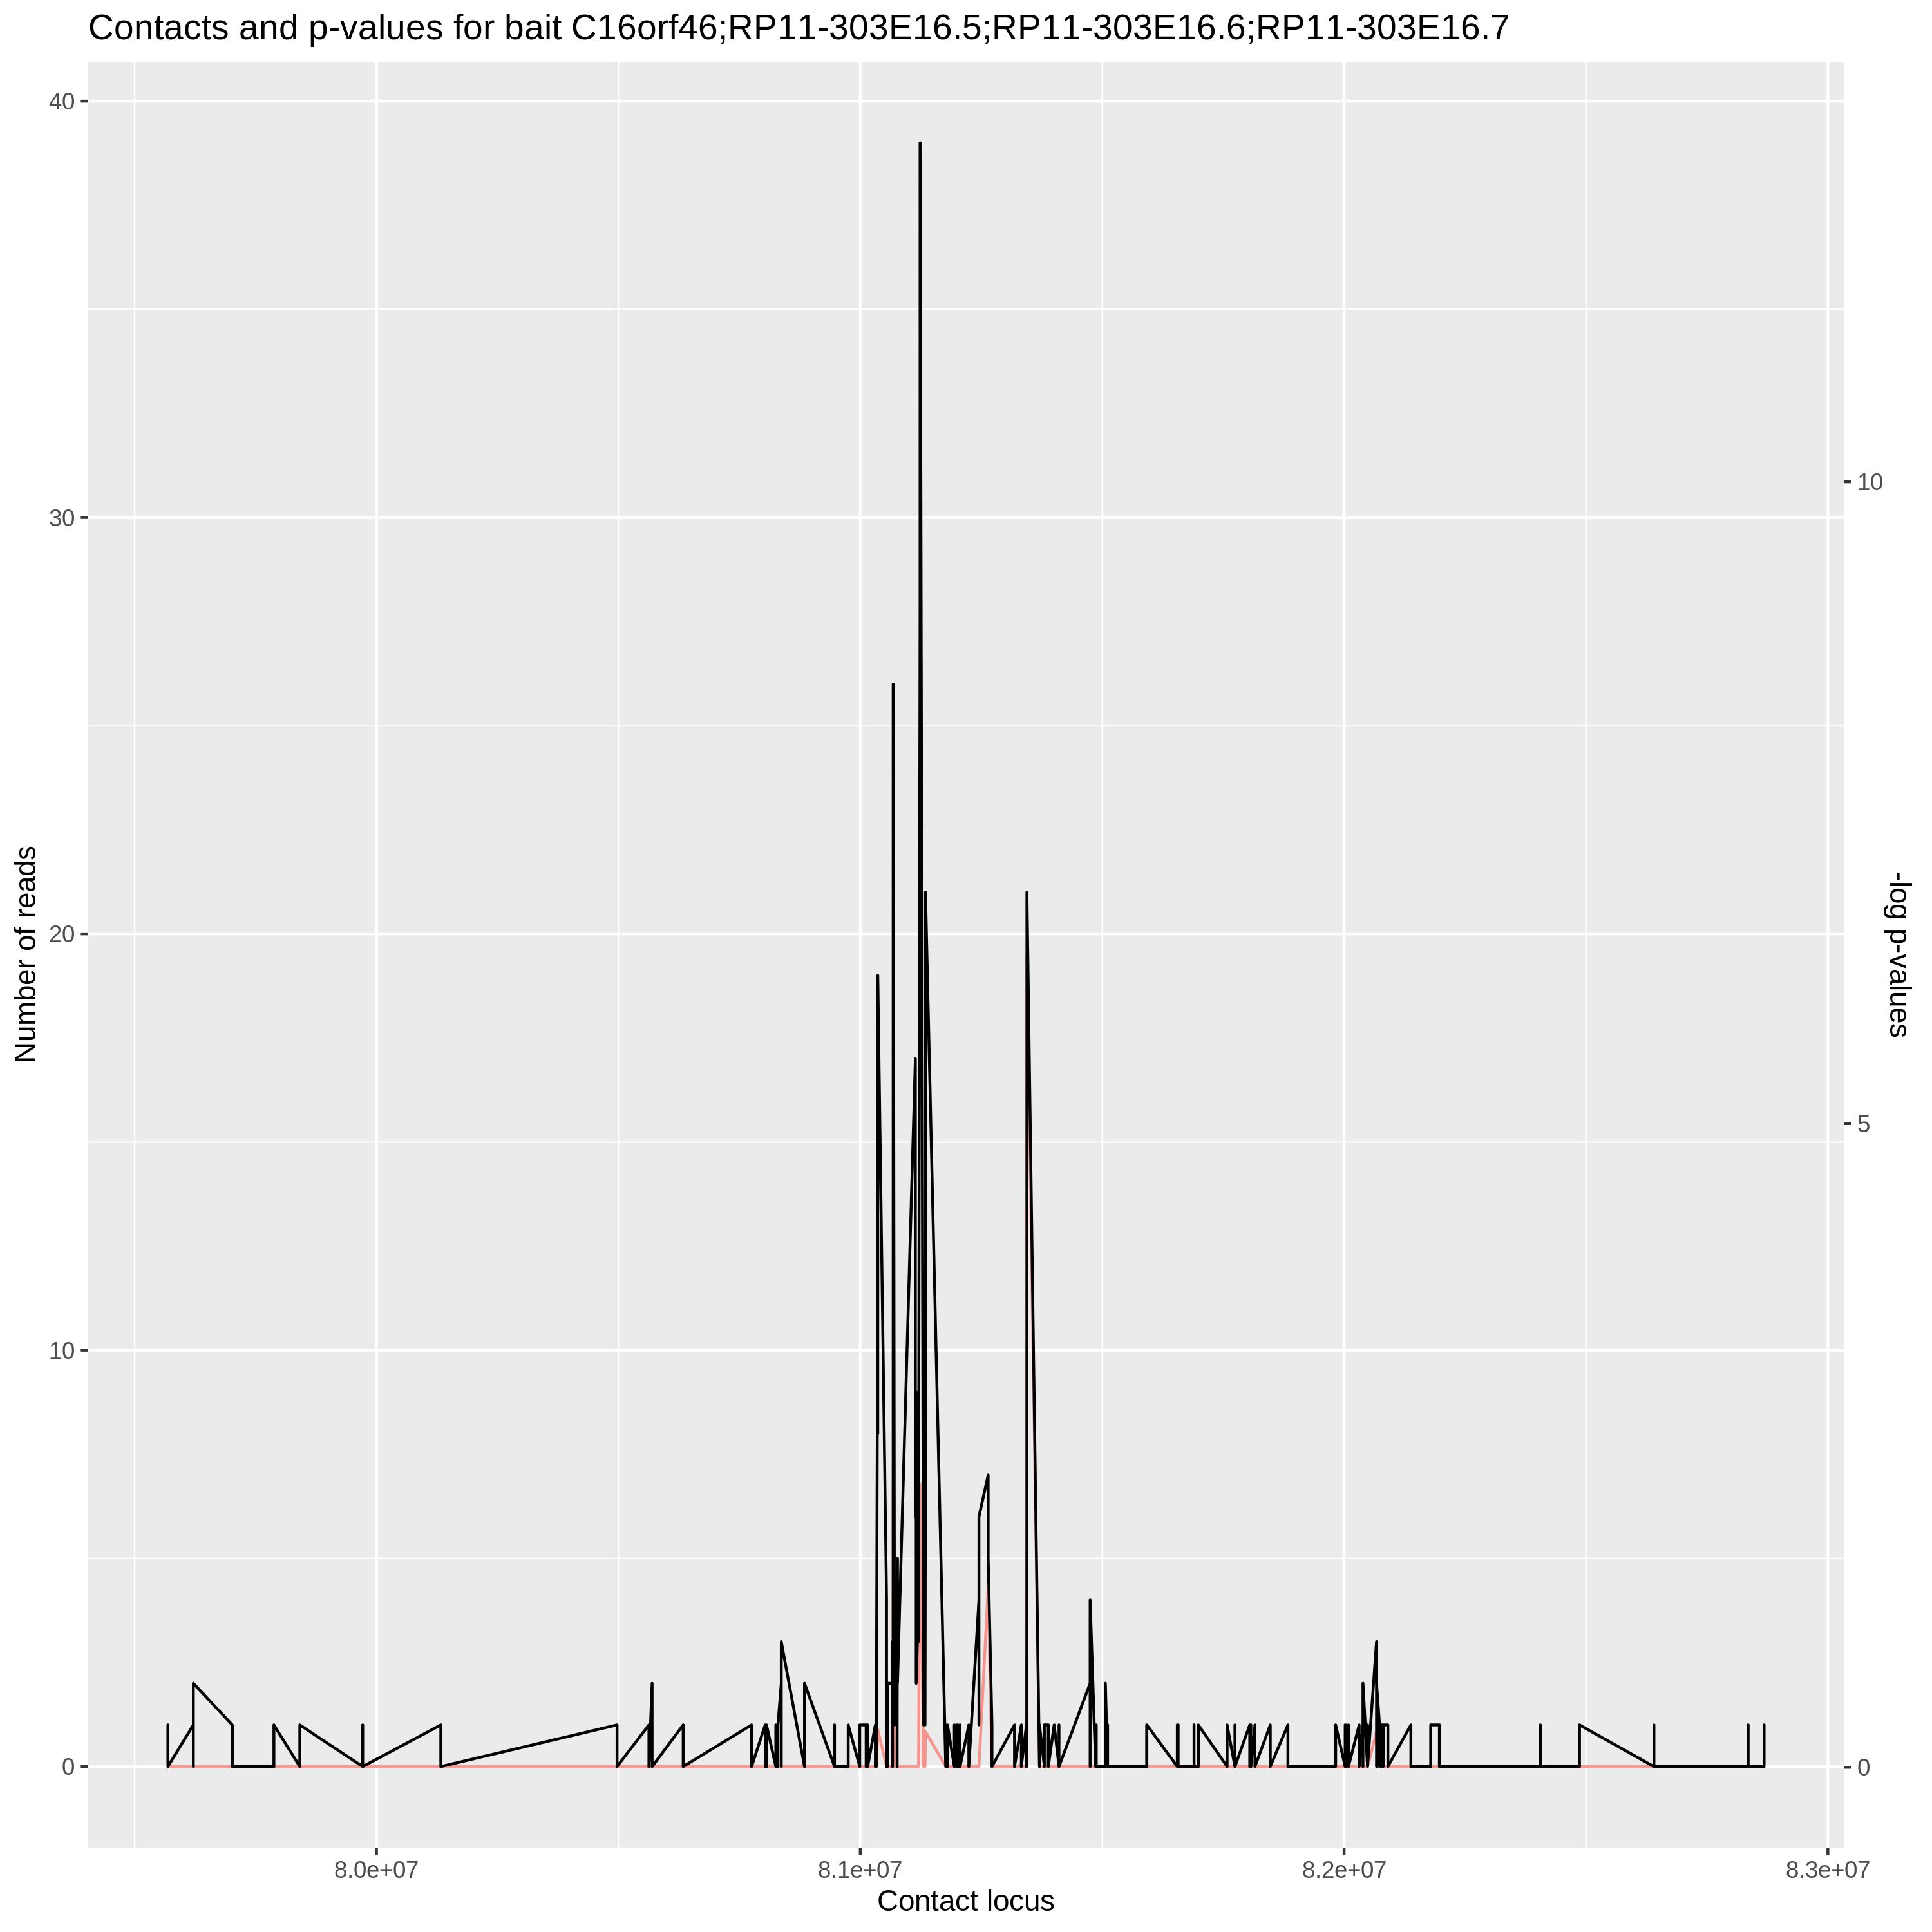 Contacts and p-values for bait C16orf46;RP11-303E16.5;RP11-303E16.6;RP11-303E16.7
40
30
20
10
0
Number of reads
10
5
0
-log p-values
8.0e+07
8.1e+07
8.2e+07
8.3e+07
Contact locus